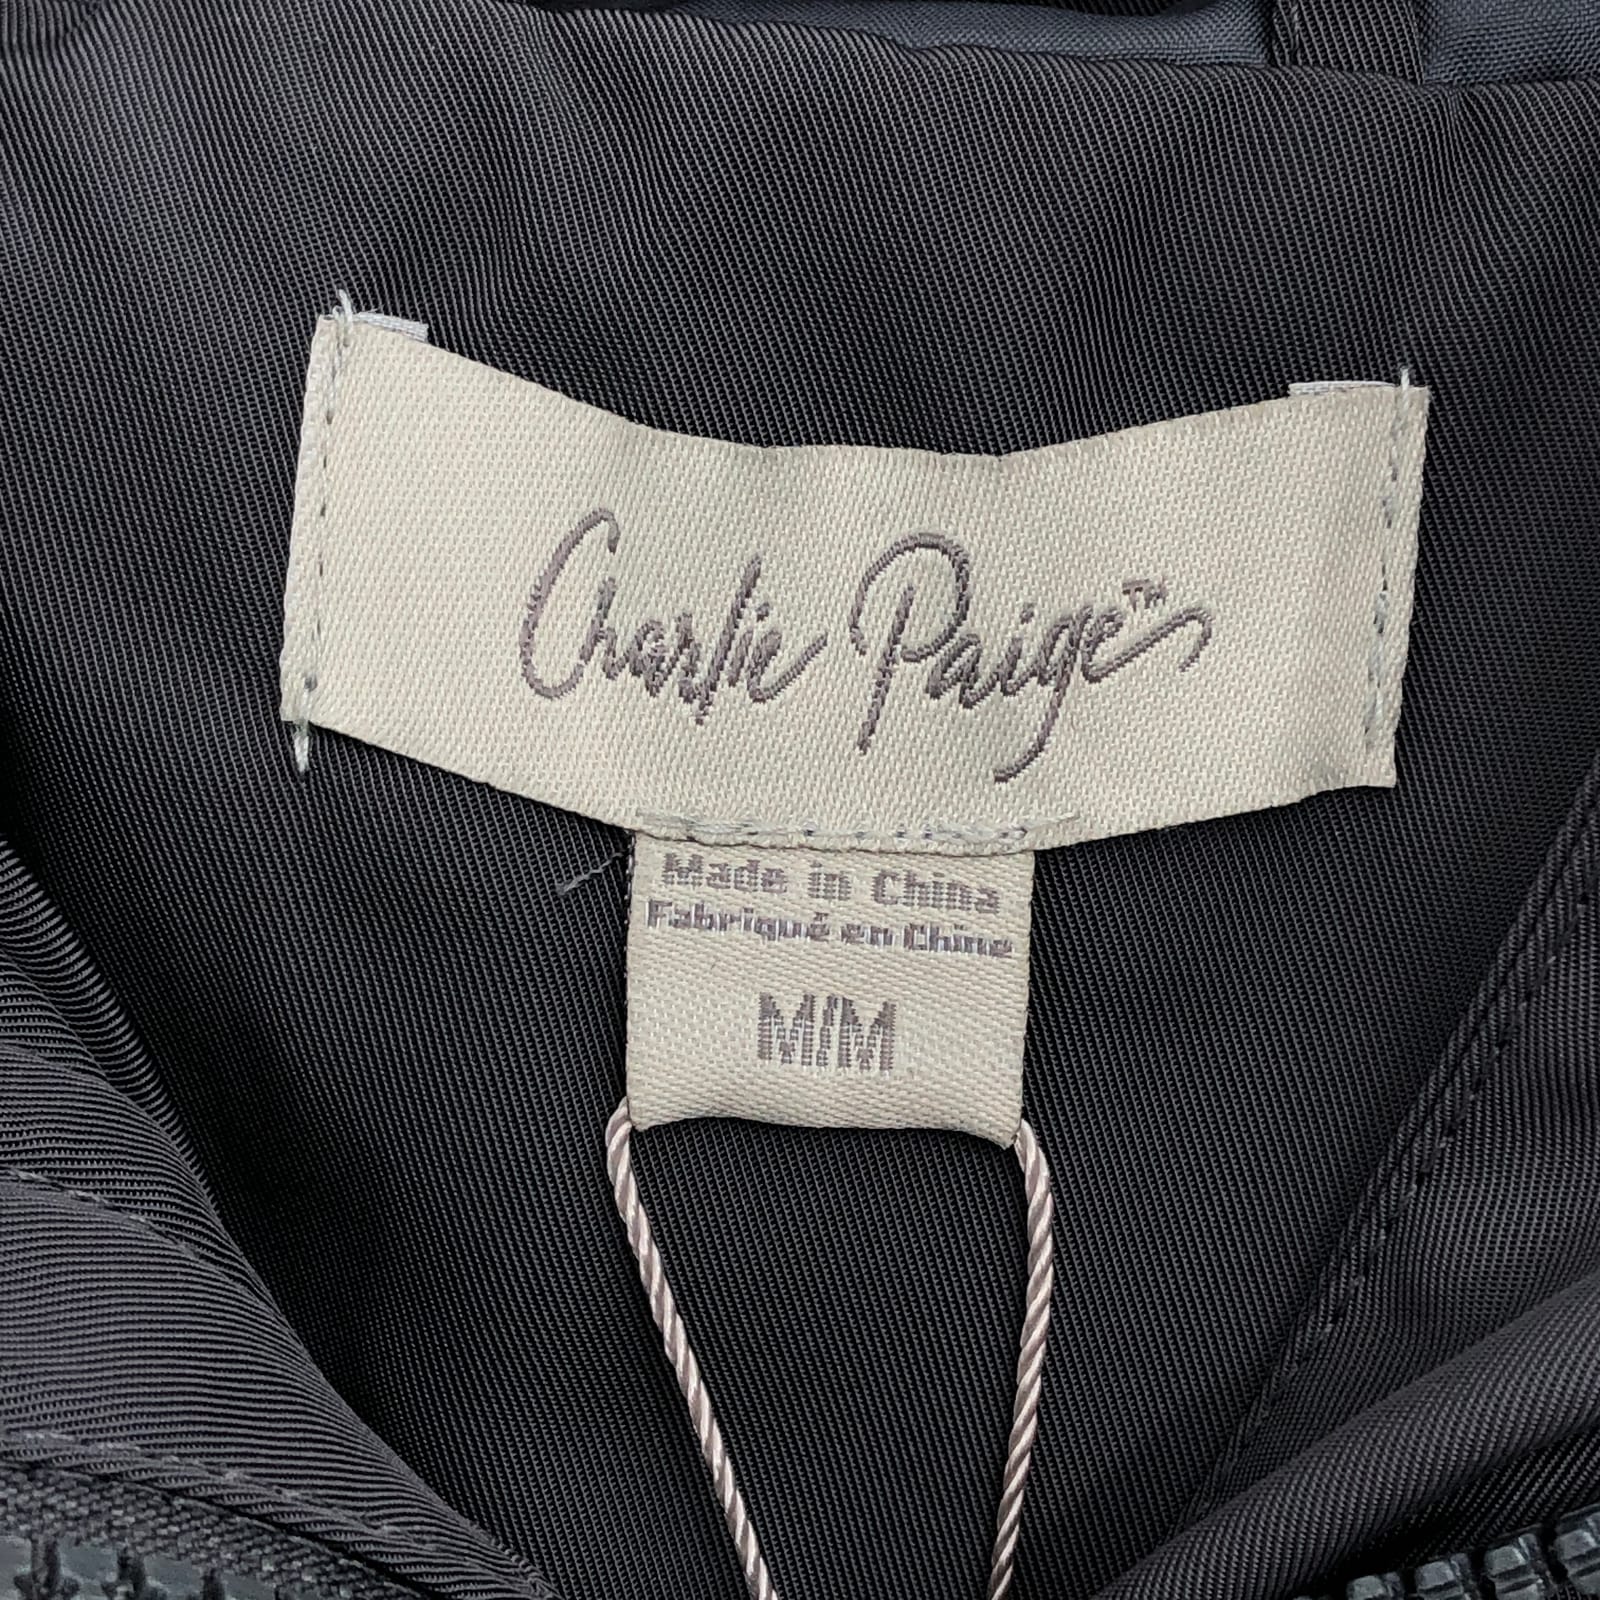 Charlie Paige™
Made in China
Fabriqué en Chine
M/M